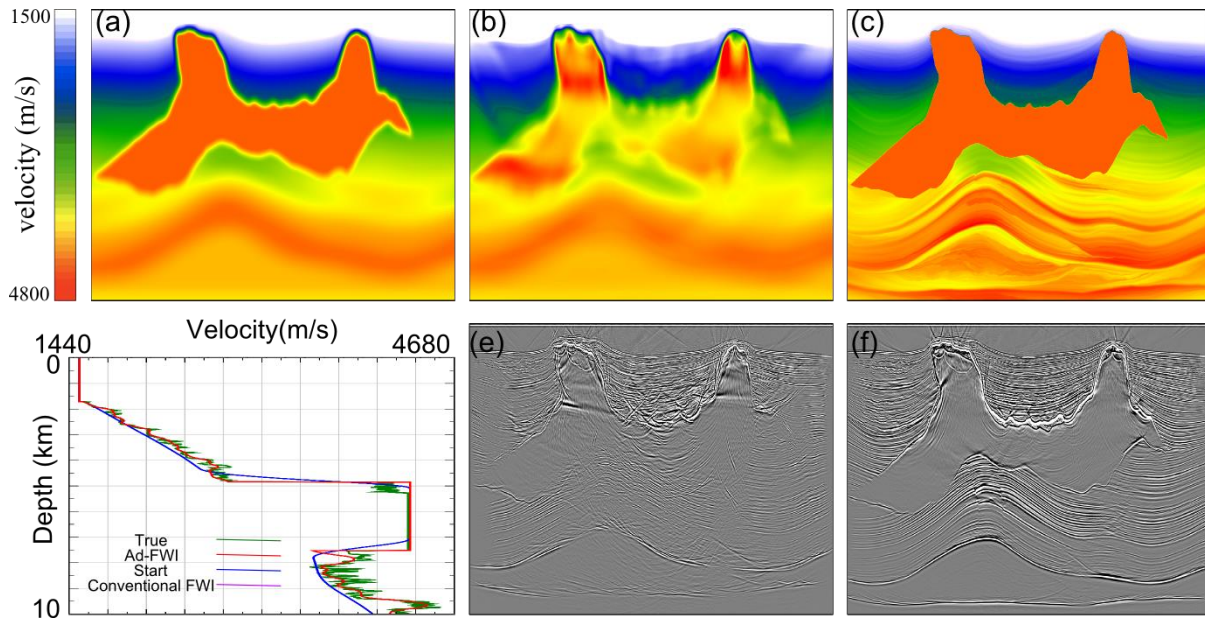 1500
velocity (m/s)
4800
(a)
(b)
(c)
Velocity(m/s)
1440
4680
0
Depth (km)
10
True
Ad-FWI
Start
Conventional FWI
(e)
(f)